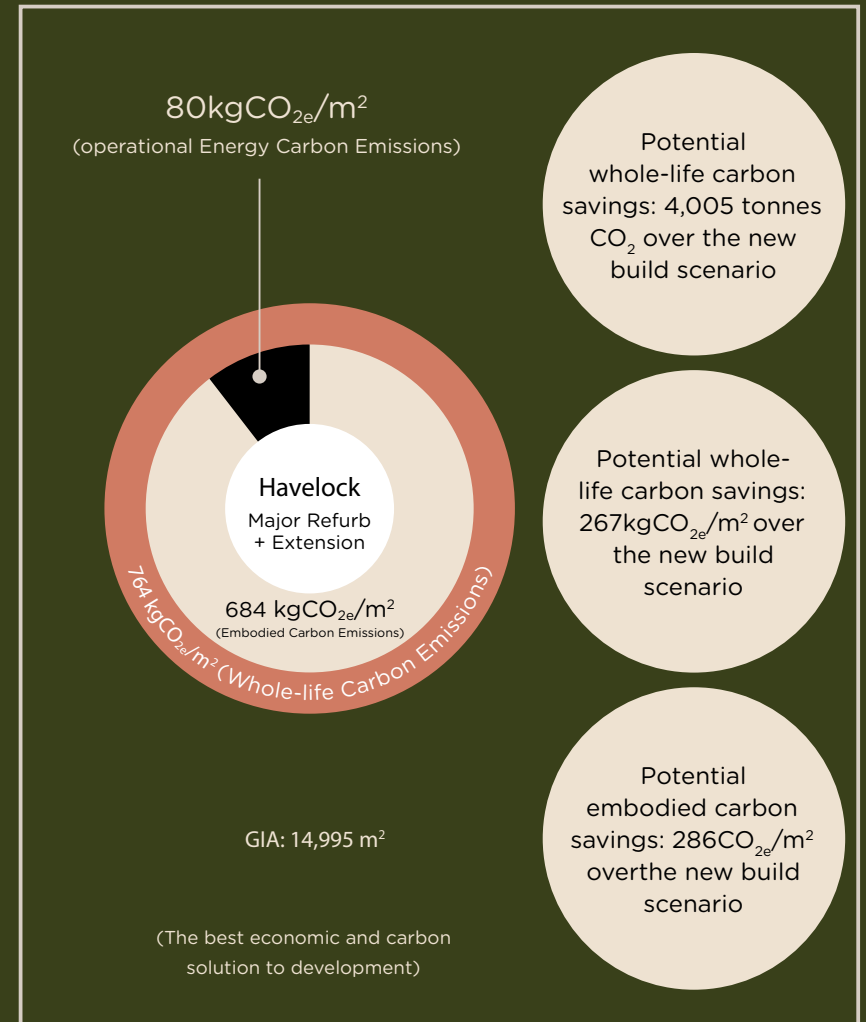 80kgCO₂ₑ/m²
(operational Energy Carbon Emissions)
Havelock
Major Refurb
+ Extension
684 kgCO₂ₑ/m²
(Embodied Carbon Emissions)
764 kgCO₂ₑ/m² (Whole-life Carbon Emissions)
GIA: 14,995 m²
(The best economic and carbon
solution to development)
Potential
whole-life carbon
savings: 4,005 tonnes
CO₂ over the new
build scenario
Potential whole-
life carbon savings:
267kgCO₂ₑ/m² over
the new build
scenario
Potential
embodied carbon
savings: 286CO₂ₑ/m²
overthe new build
scenario